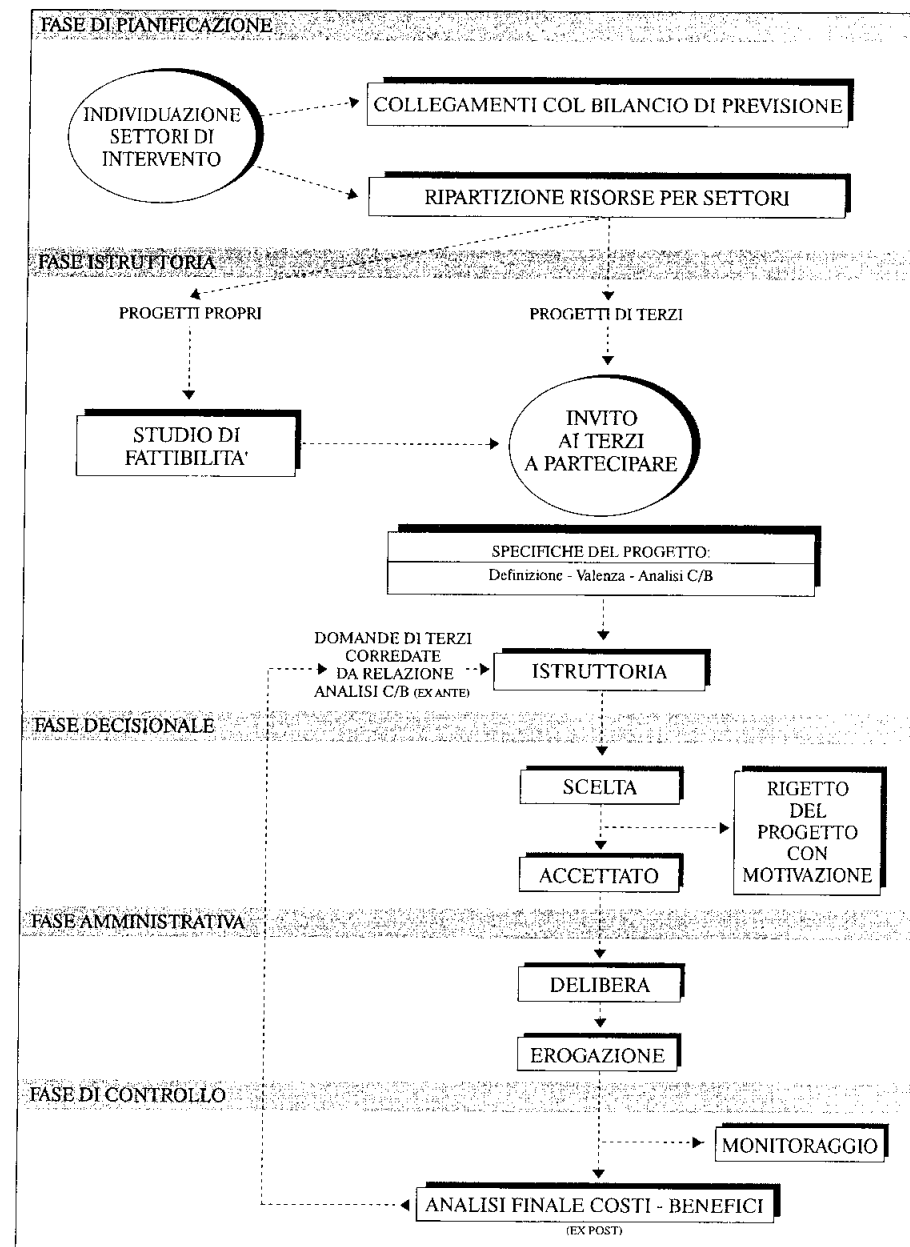 FASE DI PIANIFICAZIONE
INDIVIDUAZIONE
SETTORI DI
INTERVENTO
COLLEGAMENTI COL BILANCIO DI PREVISIONE
RIPARTIZIONE RISORSE PER SETTORI
FASE ISTRUTTORIA
PROGETTI PROPRI
PROGETTI DI TERZI
STUDIO DI
FATTIBILITA'
INVITO
AI TERZI
A PARTECIPARE
SPECIFICHE DEL PROGETTO:
Definizione - Valenza - Analisi C/B
DOMANDE DI TERZI
CORREDATE
DA RELAZIONE
ANALISI C/B (EX ANTE)
ISTRUTTORIA
FASE DECISIONALE
SCELTA
RIGETTO
DEL
PROGETTO
CON
MOTIVAZIONE
ACCETTATO
FASE AMMINISTRATIVA
DELIBERA
EROGAZIONE
FASE DI CONTROLLO
MONITORAGGIO
ANALISI FINALE COSTI - BENEFICI
(EX POST)